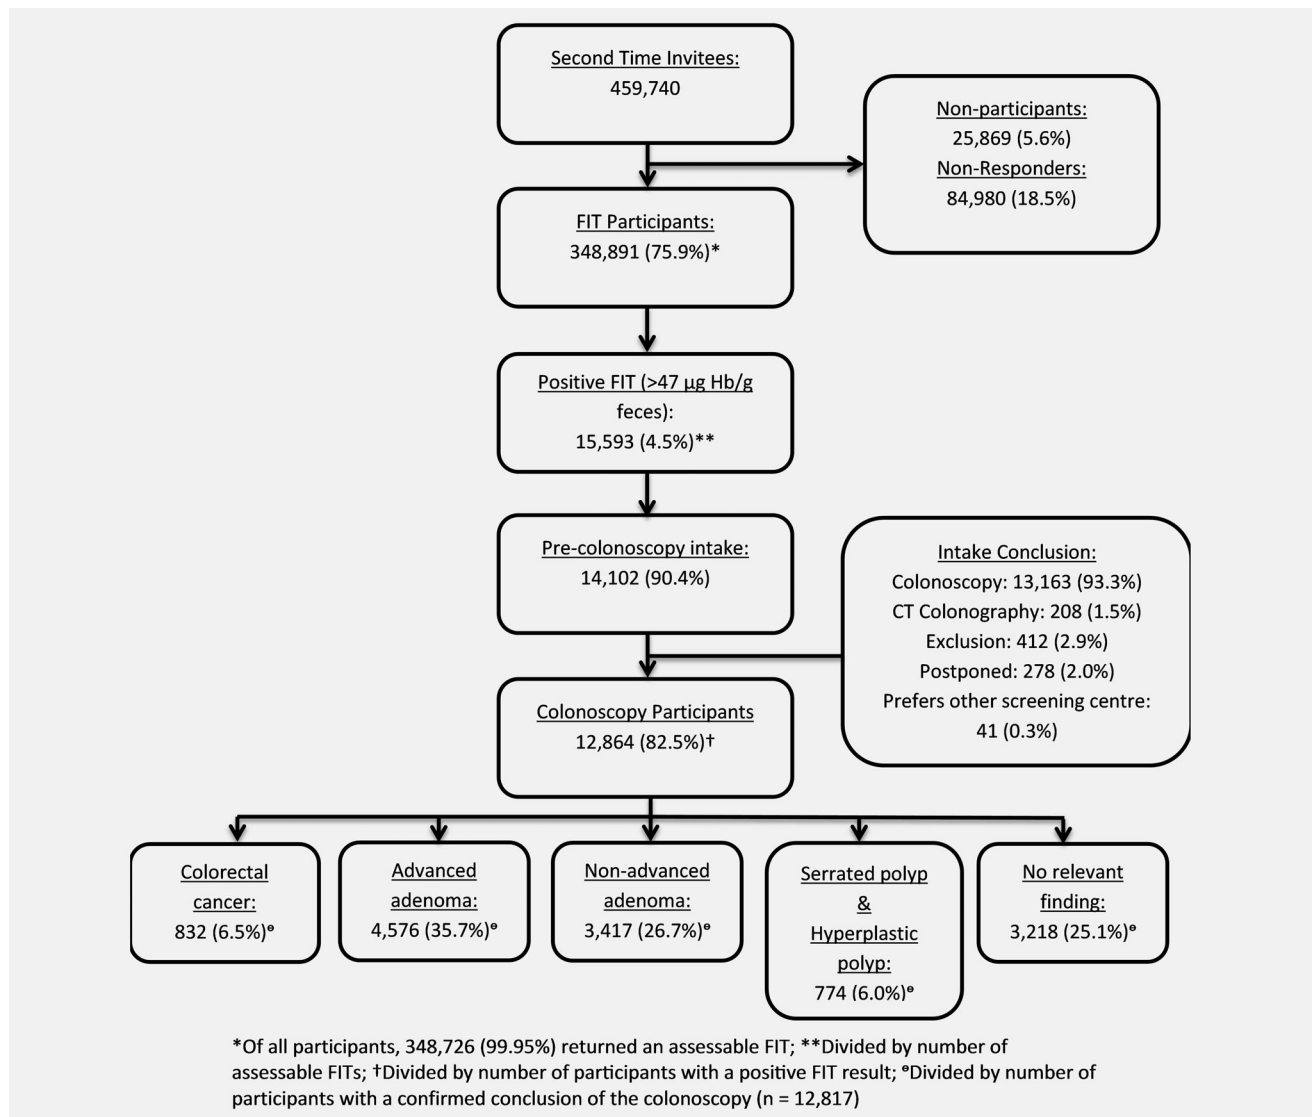 Second Time Invitees:
459,740
Non-participants:
25,869 (5.6%)
Non-Responders:
84,980 (18.5%)
FIT Participants:
348,891 (75.9%)*
Positive FIT (>47 µg Hb/g
feces):
15,593 (4.5%)**
Pre-colonoscopy intake:
14,102 (90.4%)
Intake Conclusion:
Colonoscopy: 13,163 (93.3%)
CT Colonography: 208 (1.5%)
Exclusion: 412 (2.9%)
Postponed: 278 (2.0%)
Prefers other screening centre:
41 (0.3%)
Colonoscopy Participants
12,864 (82.5%)†
Colorectal
cancer:
832 (6.5%)ᶱ
Advanced
adenoma:
4,576 (35.7%)ᶱ
Non-advanced
adenoma:
3,417 (26.7%)ᶱ
Serrated polyp
&
Hyperplastic
polyp:
774 (6.0%)ᶱ
No relevant
finding:
3,218 (25.1%)ᶱ
*Of all participants, 348,726 (99.95%) returned an assessable FIT; **Divided by number of
assessable FITs; †Divided by number of participants with a positive FIT result; ᶱDivided by number of
participants with a confirmed conclusion of the colonoscopy (n = 12,817)